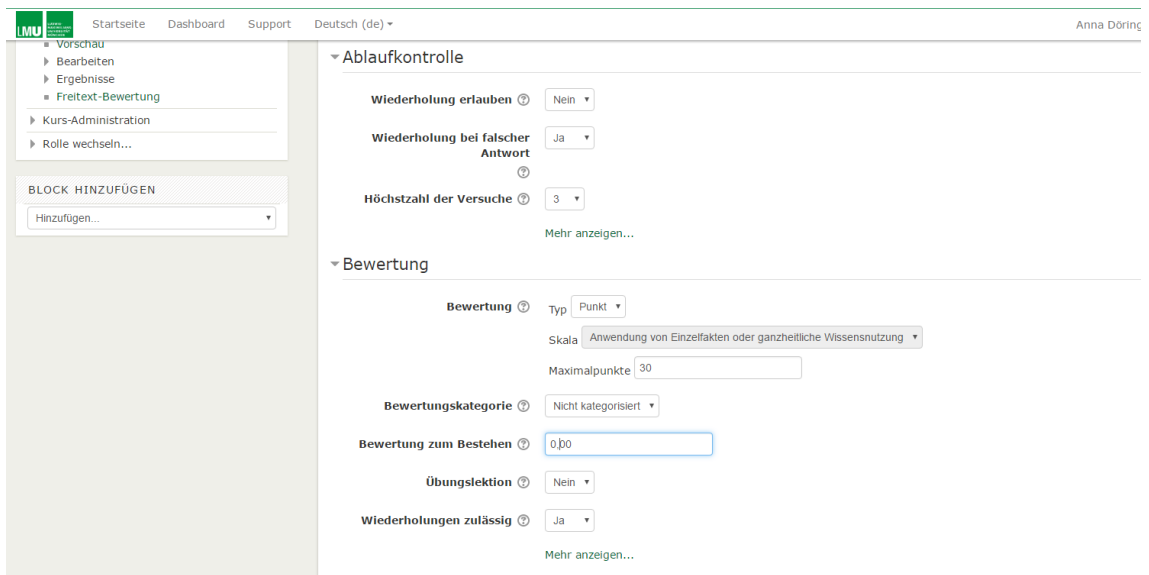 LMU Startseite Dashboard Support Deutsch (de) Anna Döring
Vorschau
Bearbeiten
Ergebnisse
Freitext-Bewertung
Kurs-Administration
Rolle wechseln...
BLOCK HINZUFÜGEN
Hinzufügen...
Ablaufkontrolle
Wiederholung erlauben Nein
Wiederholung bei falscher Ja
Antwort
Höchstzahl der Versuche 3
Mehr anzeigen...
Bewertung
Bewertung Typ Punkt
Skala Anwendung von Einzelfakten oder ganzheitliche Wissensnutzung
Maximalpunkte 30
Bewertungskategorie Nicht kategorisiert
Bewertung zum Bestehen 0,00
Übungslektion Nein
Wiederholungen zulässig Ja
Mehr anzeigen...